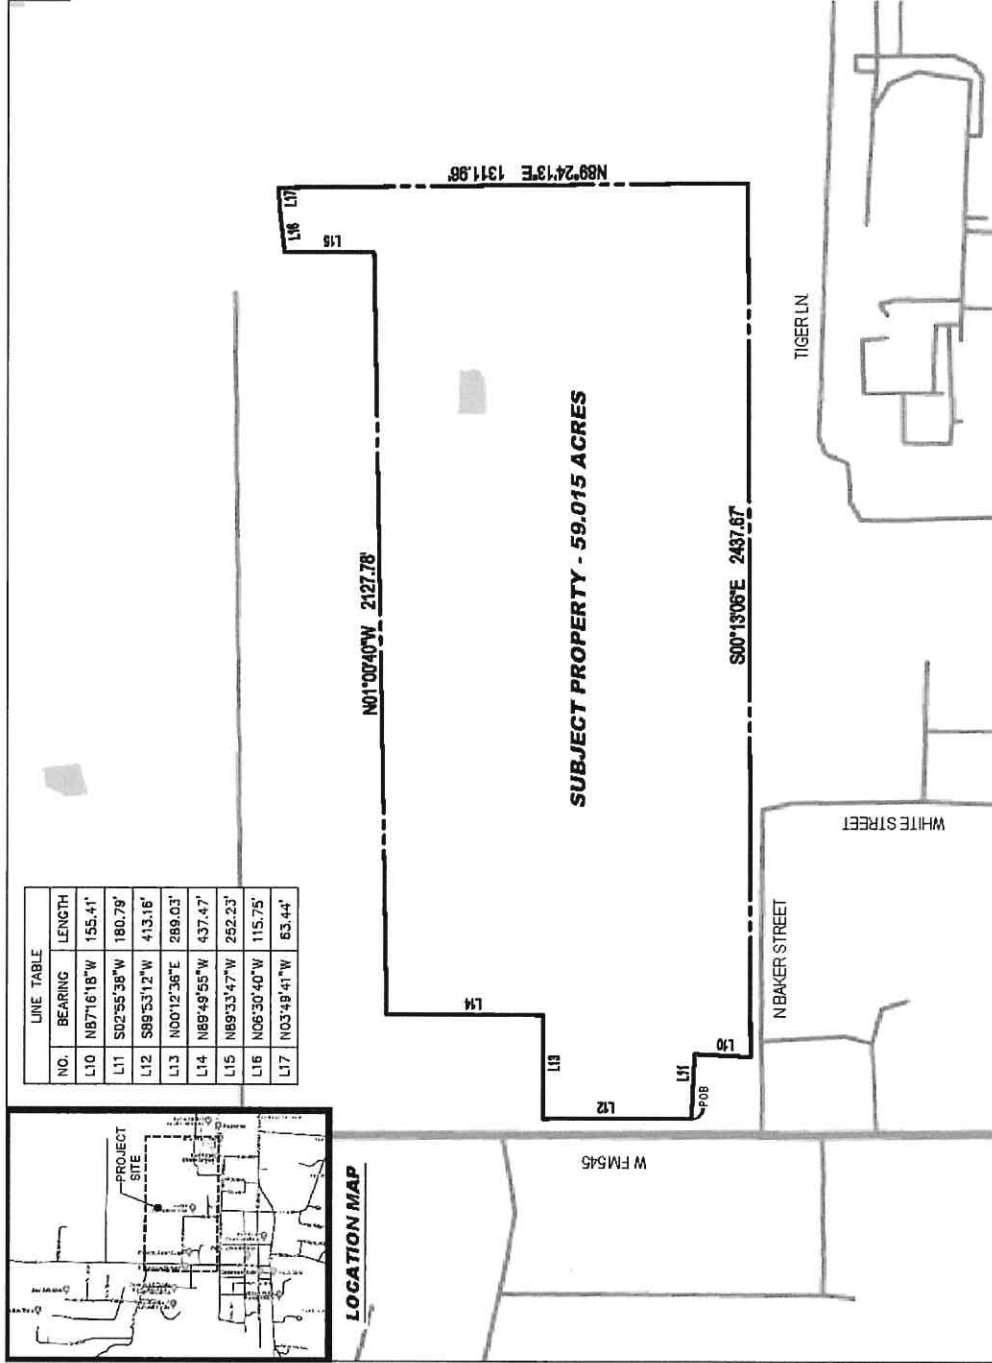 LINE TABLE
NO. BEARING LENGTH
L10 N87°16'18"W 155.41'
L11 S02°55'38"W 180.79'
L12 S89°53'12"W 413.16'
L13 N00°12'36"E 289.03'
L14 N89°49'55"W 437.47'
L15 N89°33'47"W 252.23'
L16 N06°30'40"W 115.75'
L17 N03°49'41"W 63.44'
PROJECT
SITE
LOCATION MAP
N01°00'40"W 2127.78'
L14
L13
L12
L11
L10
POB
L15
L16
L17
N89°24'13"E 1311.96'
SUBJECT PROPERTY - 59.015 ACRES
S00°13'06"E 2437.67'
W FM545
N BAKER STREET
WHITE STREET
TIGER LN.